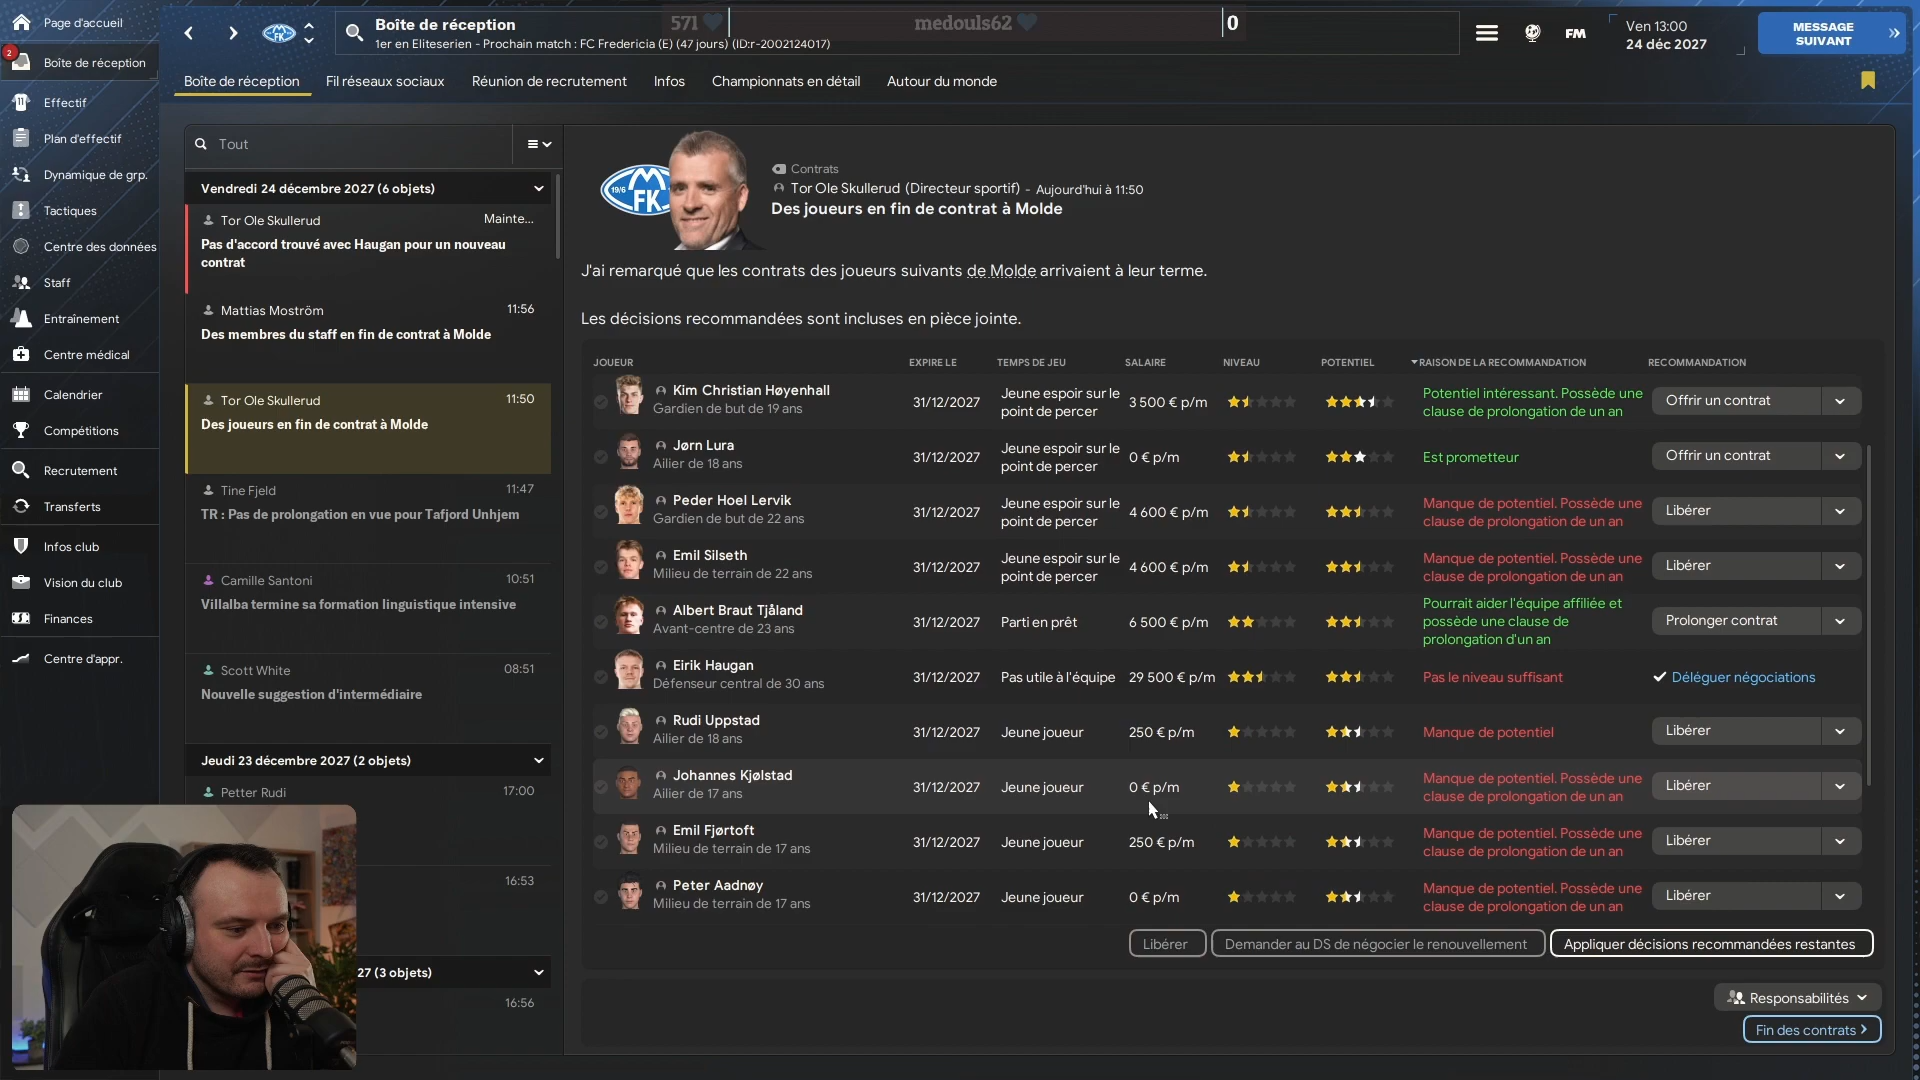 Page d'accueil
2
Boîte de réception
Effectif
Plan d'effectif
Dynamique de grp.
Tactiques
Centre des données
Staff
Entraînement
Centre médical
Calendrier
Compétitions
Recrutement
Transferts
Infos club
Vision du club
Finances
Centre d'appr.
Boîte de réception
1er en Eliteserien - Prochain match : FC Fredericia (E) (47 jours) (ID:r-2002124017)
571
medouls62
0
FM
Ven 13:00
24 déc 2027
MESSAGE SUIVANT
Boîte de réception
Fil réseaux sociaux
Réunion de recrutement
Infos
Championnats en détail
Autour du monde
Tout
Vendredi 24 décembre 2027 (6 objets)
Tor Ole Skullerud
Mainte...
Pas d'accord trouvé avec Haugan pour un nouveau
contrat
Mattias Moström
11:56
Des membres du staff en fin de contrat à Molde
Tor Ole Skullerud
11:50
Des joueurs en fin de contrat à Molde
Tine Fjeld
11:47
TR : Pas de prolongation en vue pour Tafjord Unhjem
Camille Santoni
10:51
Villalba termine sa formation linguistique intensive
Scott White
08:51
Nouvelle suggestion d'intermédiaire
Jeudi 23 décembre 2027 (2 objets)
Petter Rudi
17:00
16:53
27 (3 objets)
16:56
Contrats
Tor Ole Skullerud (Directeur sportif) - Aujourd'hui à 11:50
Des joueurs en fin de contrat à Molde
J'ai remarqué que les contrats des joueurs suivants de Molde arrivaient à leur terme.
Les décisions recommandées sont incluses en pièce jointe.
JOUEUR EXPIRE LE TEMPS DE JEU SALAIRE NIVEAU POTENTIEL RAISON DE LA RECOMMANDATION RECOMMANDATION
Kim Christian Høyenhall
Gardien de but de 19 ans
31/12/2027
Jeune espoir sur le
point de percer
3 500 € p/m
Potentiel intéressant. Possède une
clause de prolongation de un an
Offrir un contrat
Jørn Lura
Ailier de 18 ans
31/12/2027
Jeune espoir sur le
point de percer
0 € p/m
Est prometteur
Offrir un contrat
Peder Hoel Lervik
Gardien de but de 22 ans
31/12/2027
Jeune espoir sur le
point de percer
4 600 € p/m
Manque de potentiel. Possède une
clause de prolongation de un an
Libérer
Emil Silseth
Milieu de terrain de 22 ans
31/12/2027
Jeune espoir sur le
point de percer
4 600 € p/m
Manque de potentiel. Possède une
clause de prolongation de un an
Libérer
Albert Braut Tjåland
Avant-centre de 23 ans
31/12/2027
Parti en prêt
6 500 € p/m
Pourrait aider l'équipe affiliée et
possède une clause de
prolongation d'un an
Prolonger contrat
Eirik Haugan
Défenseur central de 30 ans
31/12/2027
Pas utile à l'équipe
29 500 € p/m
Pas le niveau suffisant
Déléguer négociations
Rudi Uppstad
Ailier de 18 ans
31/12/2027
Jeune joueur
250 € p/m
Manque de potentiel
Libérer
Johannes Kjølstad
Ailier de 17 ans
31/12/2027
Jeune joueur
0 € p/m
Manque de potentiel. Possède une
clause de prolongation de un an
Libérer
Emil Fjørtoft
Milieu de terrain de 17 ans
31/12/2027
Jeune joueur
250 € p/m
Manque de potentiel. Possède une
clause de prolongation de un an
Libérer
Peter Aadnøy
Milieu de terrain de 17 ans
31/12/2027
Jeune joueur
0 € p/m
Manque de potentiel. Possède une
clause de prolongation de un an
Libérer
Libérer
Demander au DS de négocier le renouvellement
Appliquer décisions recommandées restantes
Responsabilités
Fin des contrats